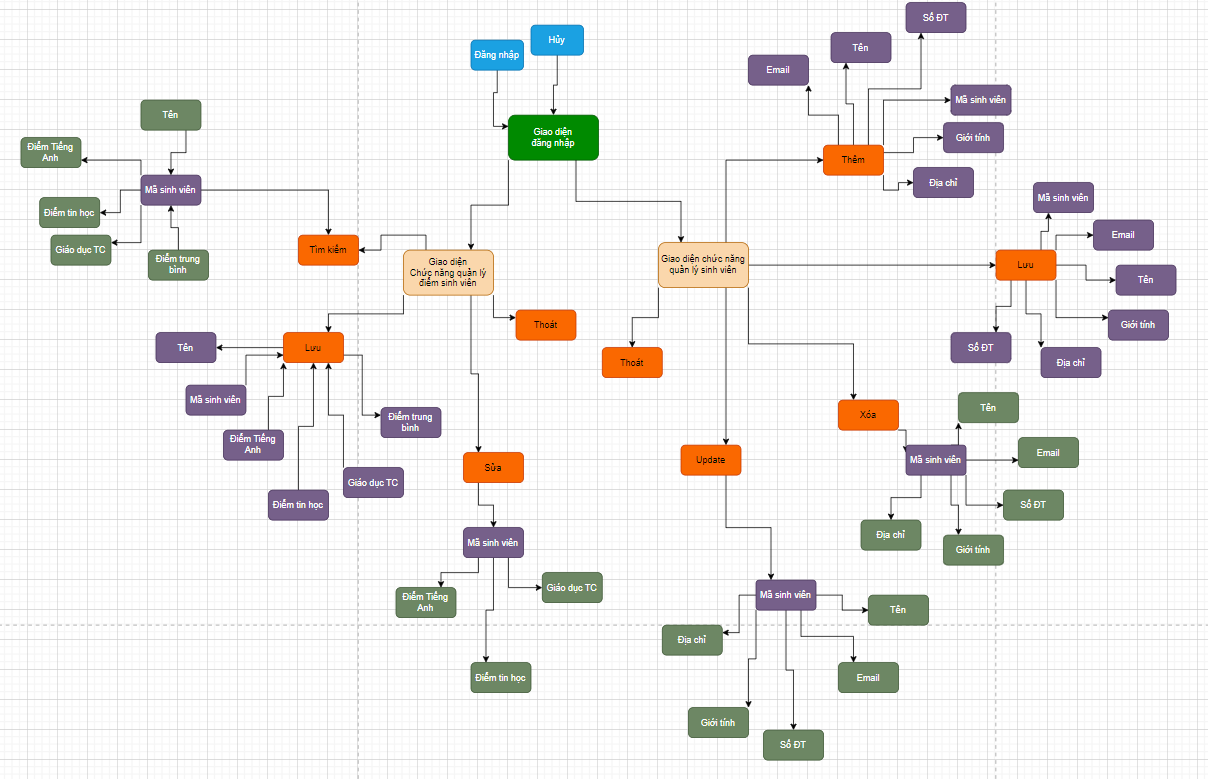 Số ĐT
Hủy
Đăng nhập
Tên
Email
Mã sinh viên
Tên
Giao diện
đăng nhập
Giới tính
Điểm Tiếng
Anh
Thêm
Mã sinh viên
Địa chỉ
Mã sinh viên
Điểm tin học
Email
Giáo dục TC
Tìm kiếm
Điểm trung
bình
Giao diện
Chức năng quản lý
điểm sinh viên
Giao diện chức năng
quản lý sinh viên
Lưu
Tên
Thoát
Giới tính
Tên
Lưu
Thoát
Số ĐT
Địa chỉ
Mã sinh viên
Điểm trung
bình
Xóa
Tên
Điểm Tiếng
Anh
Update
Mã sinh viên
Email
Sửa
Giáo dục TC
Điểm tin học
Số ĐT
Mã sinh viên
Địa chỉ
Giới tính
Điểm Tiếng
Anh
Giáo dục TC
Mã sinh viên
Tên
Địa chỉ
Điểm tin học
Email
Giới tính
Số ĐT